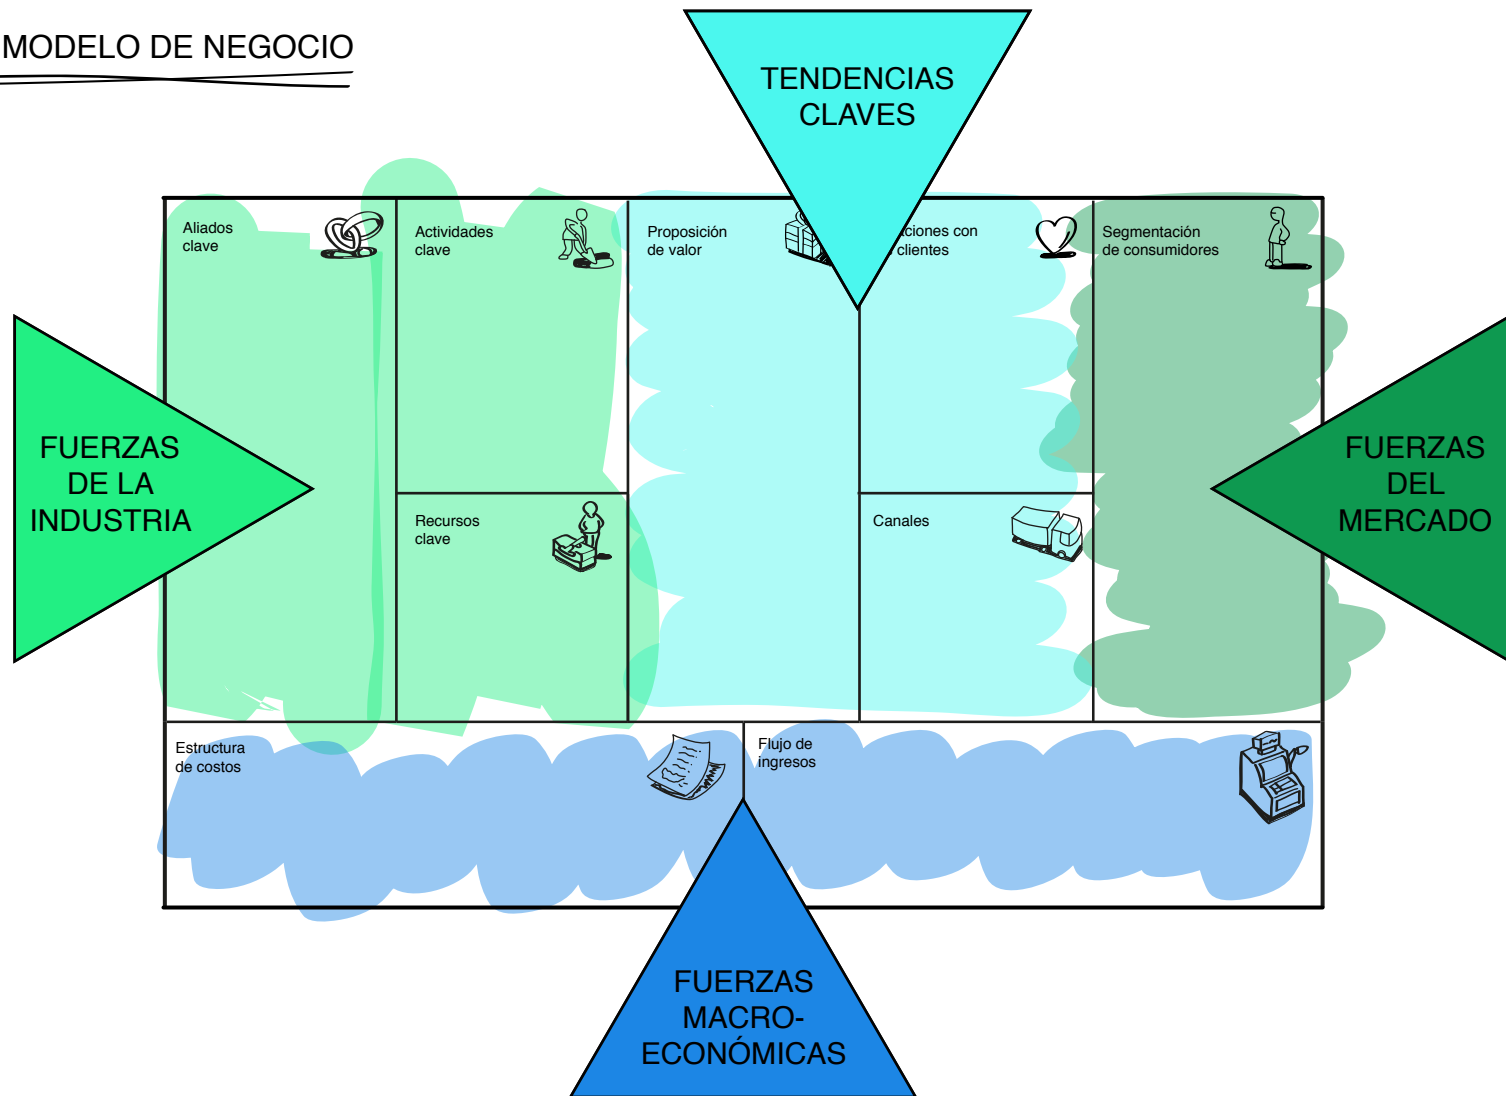 MODELO DE NEGOCIO
TENDENCIAS
CLAVES
Aliados
clave
Actividades
clave
Proposición
de valor
ciones con
clientes
Segmentación
de consumidores
FUERZAS
DE LA
INDUSTRIA
Recursos
clave
Canales
FUERZAS
DEL
MERCADO
Estructura
de costos
Flujo de
ingresos
FUERZAS
MACRO-
ECONÓMICAS